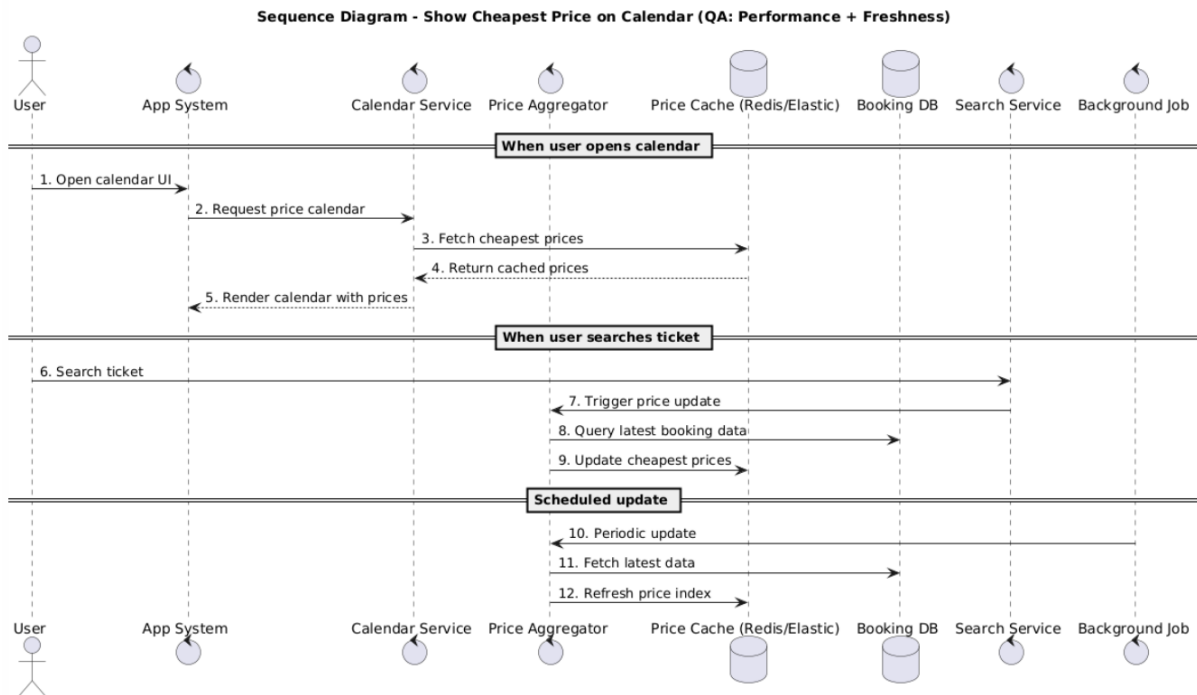 Sequence Diagram - Show Cheapest Price on Calendar (QA: Performance + Freshness)
User
App System
Calendar Service
Price Aggregator
Price Cache (Redis/Elastic)
Booking DB
Search Service
Background Job
When user opens calendar
1. Open calendar UI
2. Request price calendar
3. Fetch cheapest prices
4. Return cached prices
5. Render calendar with prices
When user searches ticket
6. Search ticket
7. Trigger price update
8. Query latest booking data
9. Update cheapest prices
Scheduled update
10. Periodic update
11. Fetch latest data
12. Refresh price index
User
App System
Calendar Service
Price Aggregator
Price Cache (Redis/Elastic)
Booking DB
Search Service
Background Job